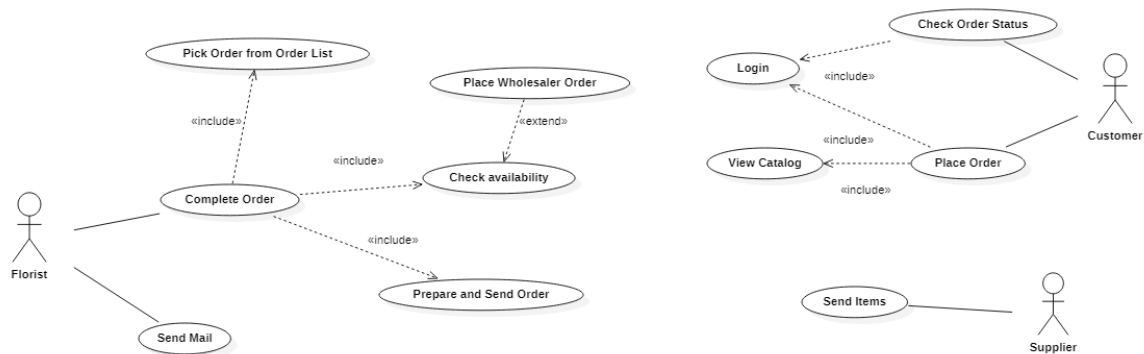 Check Order Status
Pick Order from Order List
Login
Place Wholesaler Order
«include»
«include»
«extend»
«include»
Customer
«include»
View Catalog
Place Order
Check availability
«include»
Complete Order
«include»
Florist
Prepare and Send Order
Send Items
Send Mail
Supplier